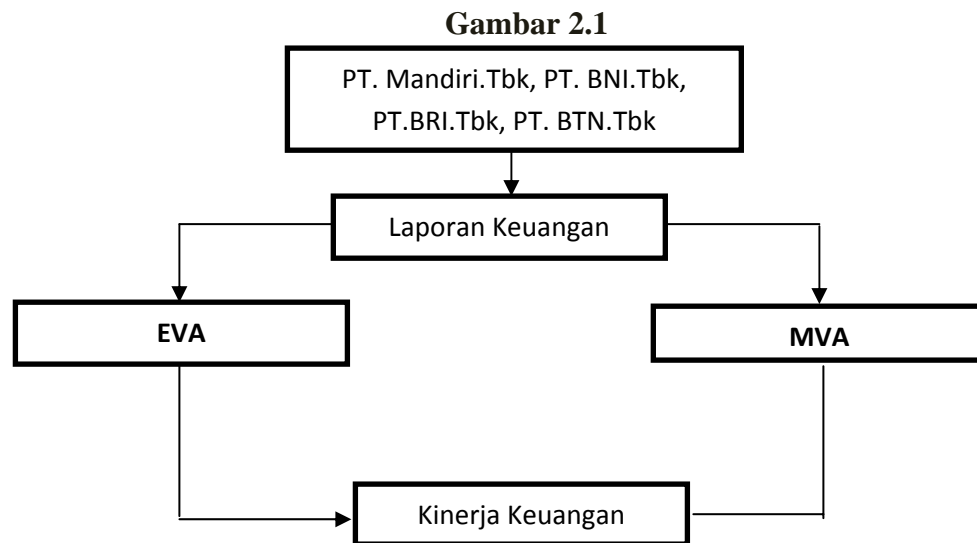 Gambar 2.1
PT. Mandiri.Tbk, PT. BNI.Tbk,
PT.BRI.Tbk, PT. BTN.Tbk
Laporan Keuangan
EVA
MVA
Kinerja Keuangan